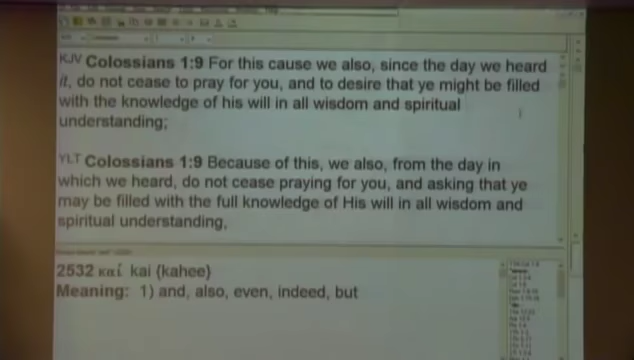 KJV Colossians 1:9 For this cause we also, since the day we heard
it, do not cease to pray for you, and to desire that ye might be filled
with the knowledge of his will in all wisdom and spiritual
understanding;
YLT Colossians 1:9 Because of this, we also, from the day in
which we heard, do not cease praying for you, and asking that ye
may be filled with the full knowledge of His will in all wisdom and
spiritual understanding,
2532 καί kai {kahee}
Meaning: 1) and, also, even, indeed, but